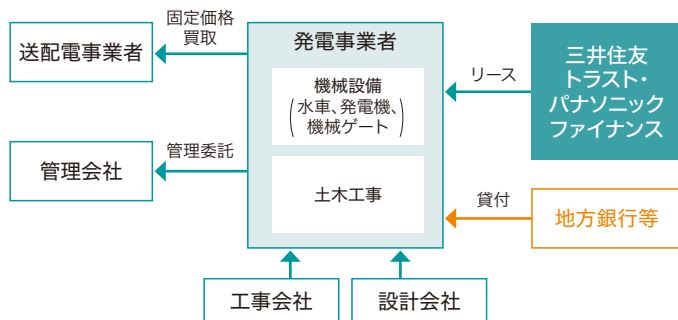 固定価格
買取
送配電事業者
発電事業者
機械設備
(水車、発電機、
機械ゲート)
リース
三井住友
トラスト・
パナソニック
ファイナンス
管理委託
管理会社
土木工事
貸付
地方銀行等
工事会社
設計会社